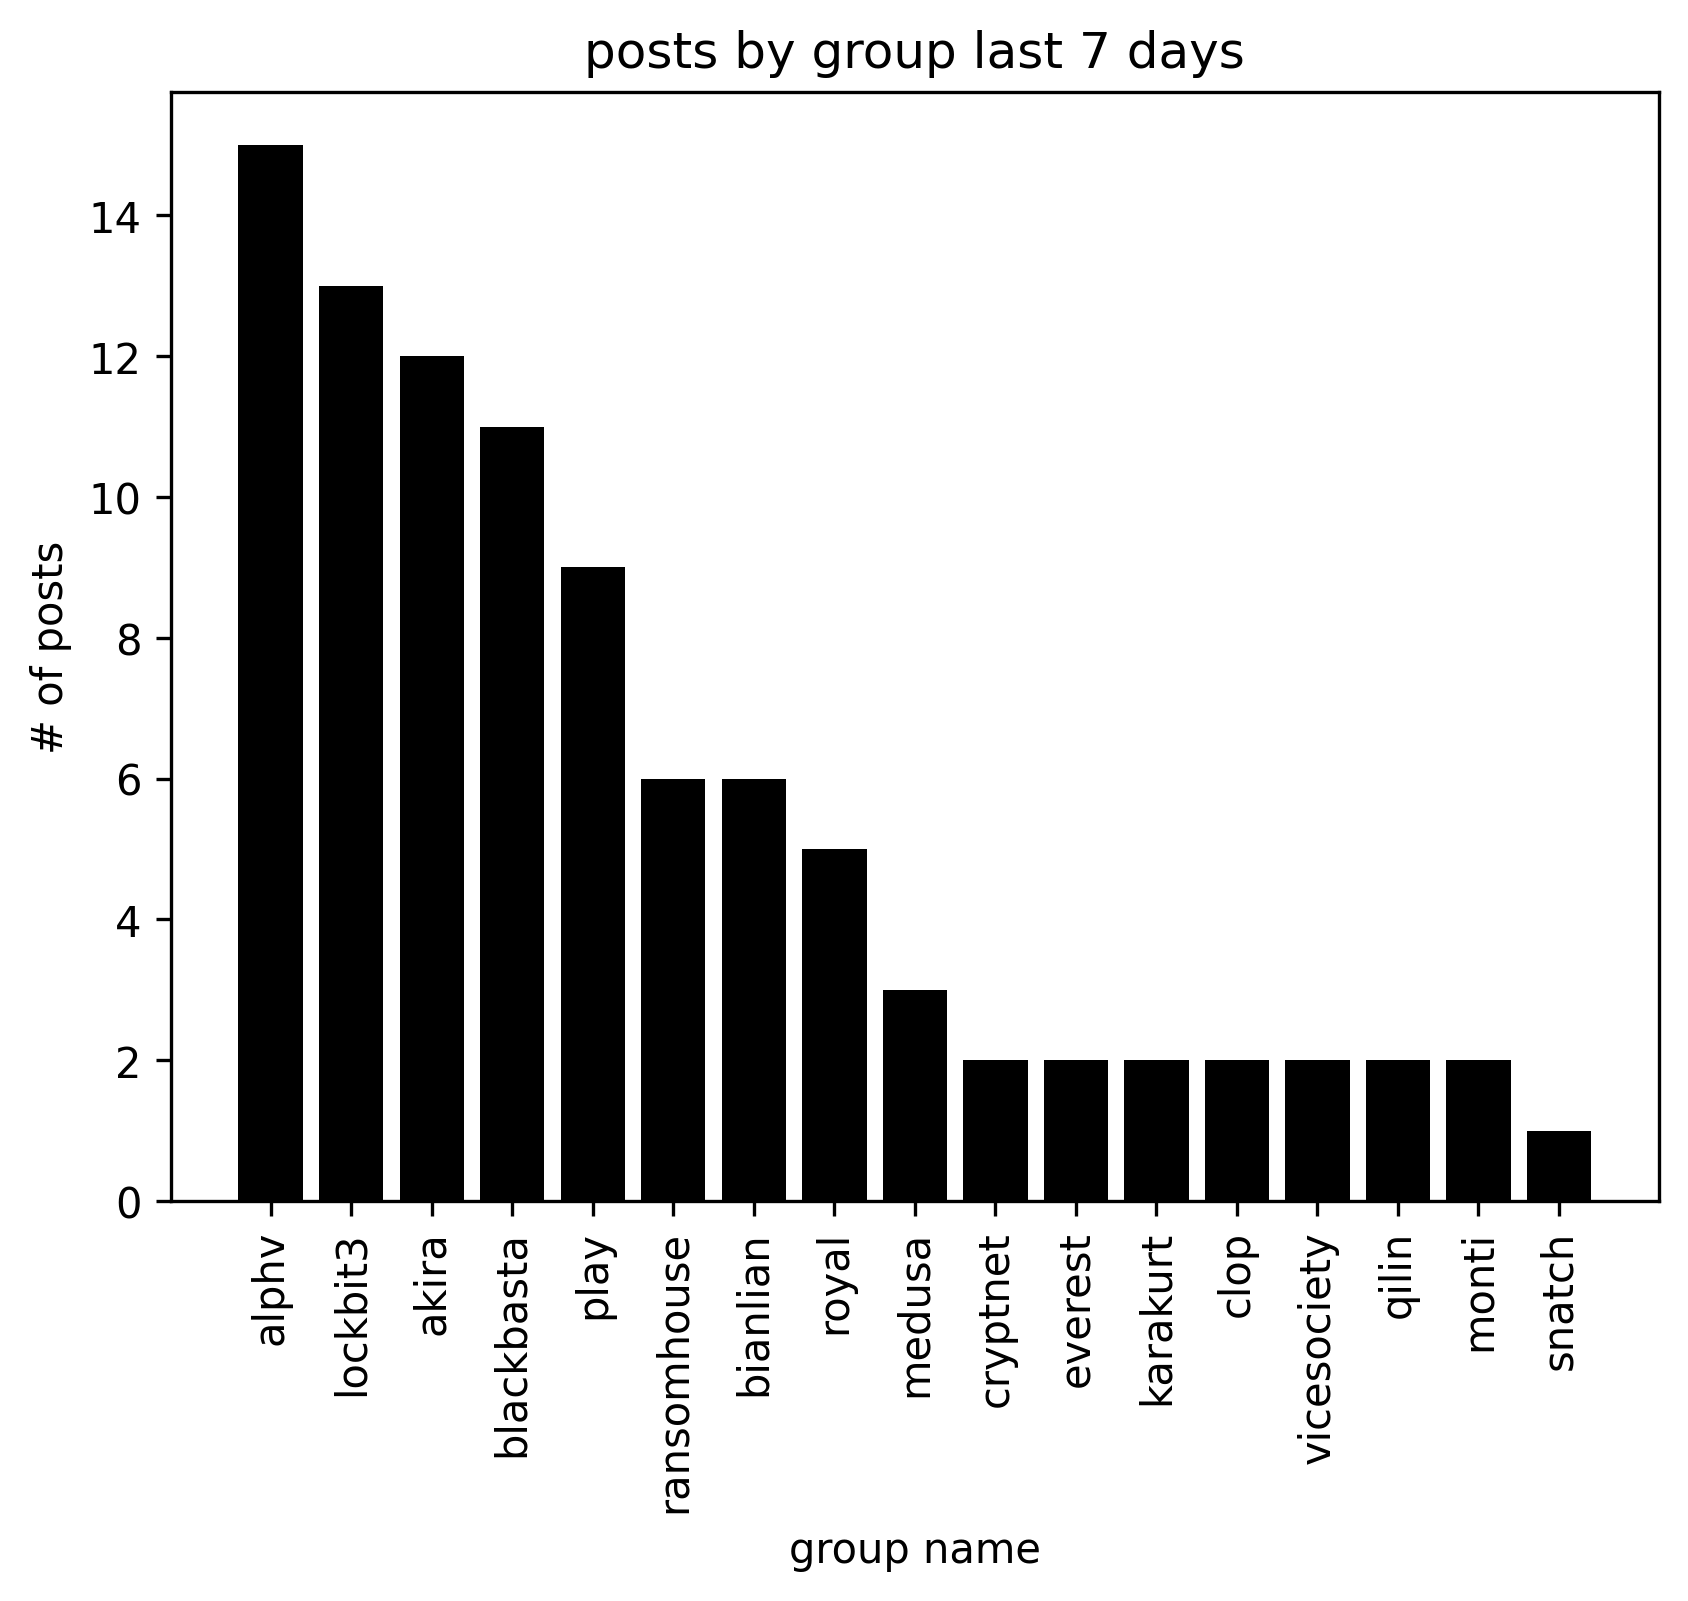 posts by group last 7 days
# of posts
14
12
10
8
6
4
2
0
alphv
lockbit3
akira
blackbasta
play
ransomhouse
bianlian
royal
medusa
cryptnet
everest
karakurt
clop
vicesociety
qilin
monti
snatch
group name